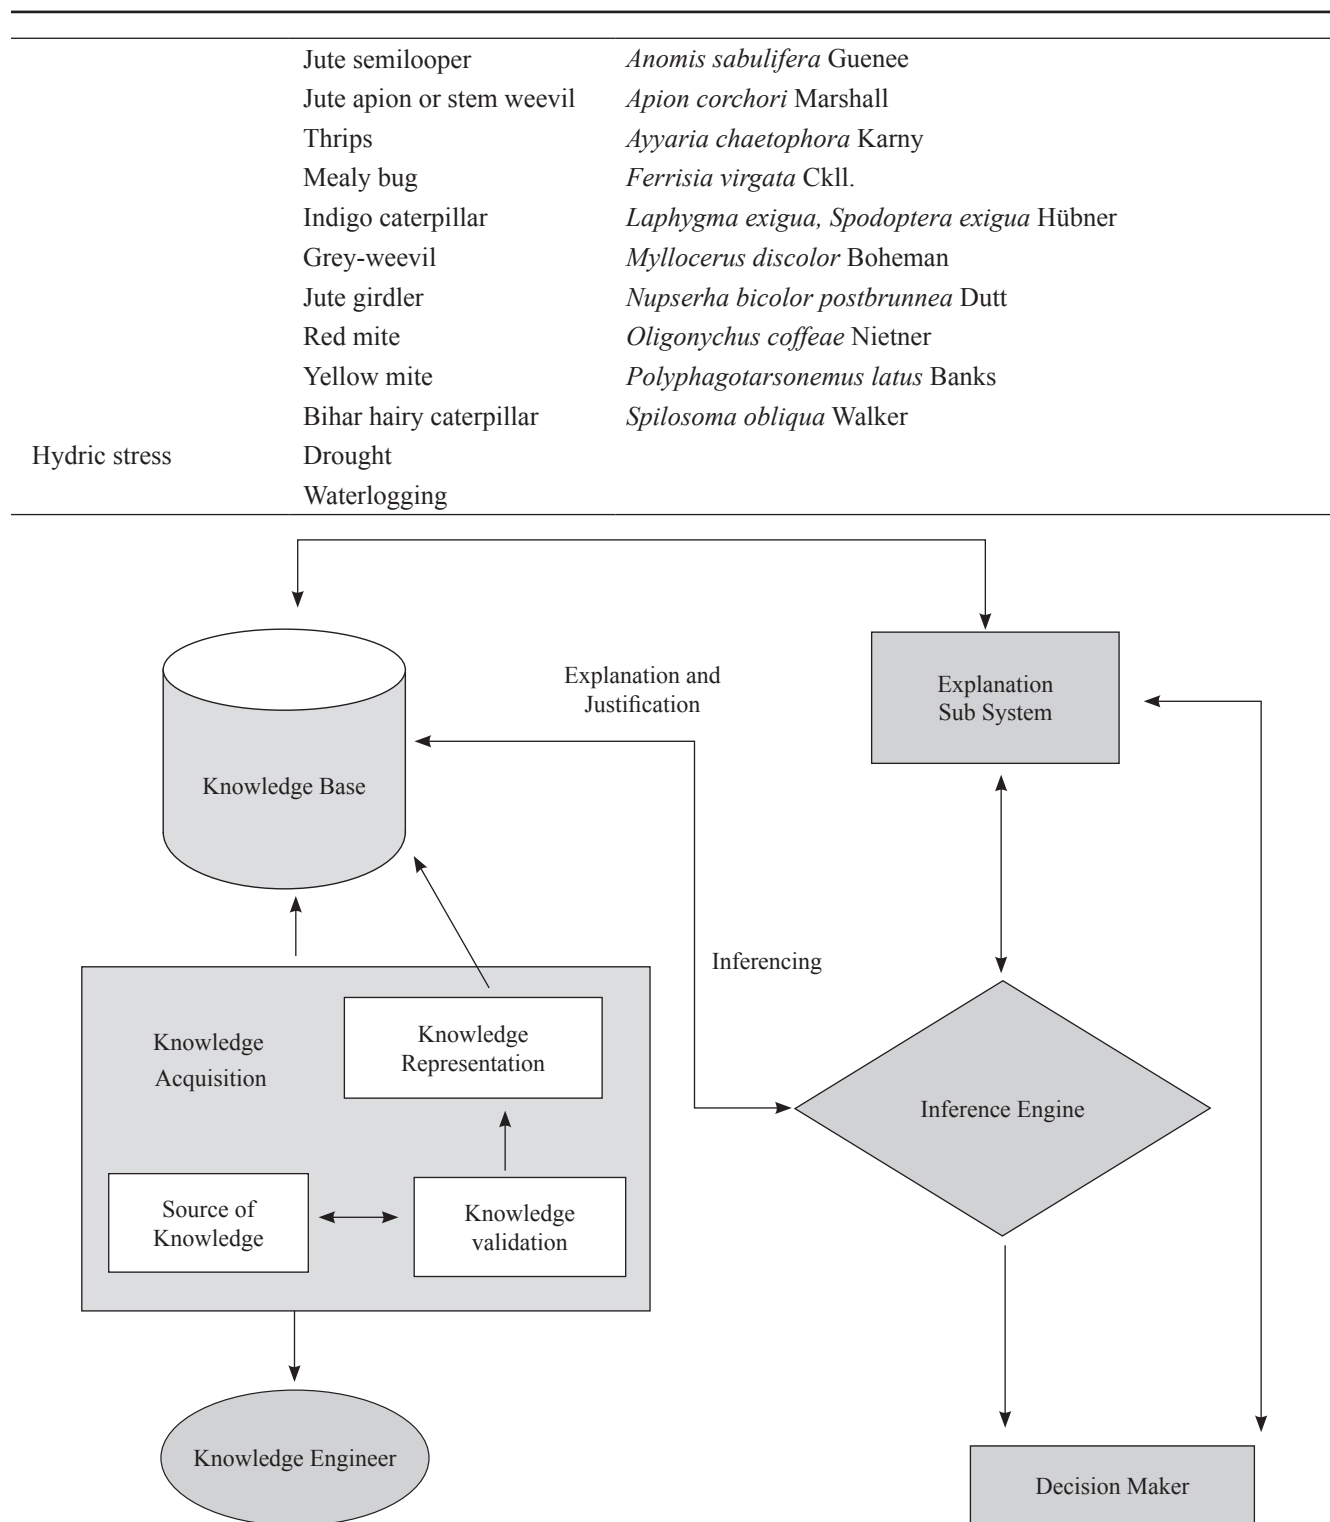 Jute semilooper Anomis sabulifera Guenee
Jute apion or stem weevil Apion corchori Marshall
Thrips Ayyaria chaetophora Karny
Mealy bug Ferrisia virgata Ckll.
Indigo caterpillar Laphygma exigua, Spodoptera exigua Hübner
Grey-weevil Myllocerus discolor Boheman
Jute girdler Nupserha bicolor postbrunnea Dutt
Red mite Oligonychus coffeae Nietner
Yellow mite Polyphagotarsonemus latus Banks
Bihar hairy caterpillar Spilosoma obliqua Walker
Hydric stress Drought
Waterlogging
Explanation and
Justification
Explanation
Sub System
Knowledge Base
Inferencing
Knowledge
Acquisition
Knowledge
Representation
Inference Engine
Source of
Knowledge
Knowledge
validation
Knowledge Engineer
Decision Maker